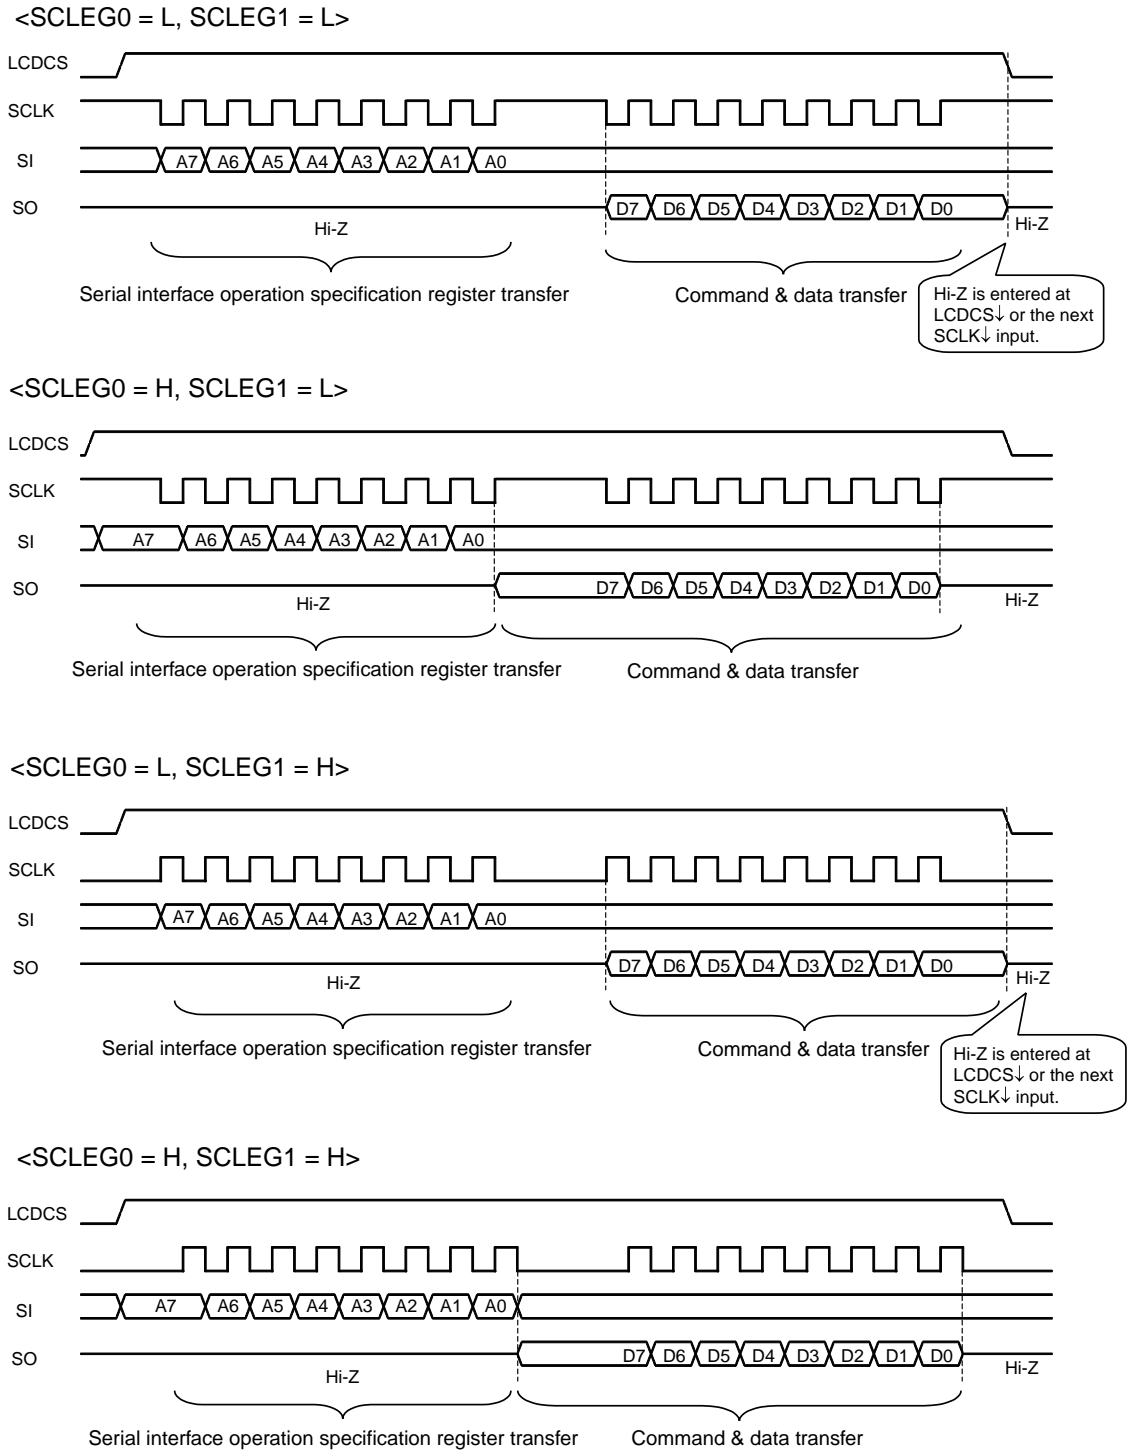 <SCLEG0 = L, SCLEG1 = L>
LCDCS
SCLK
SI A7 A6 A5 A4 A3 A2 A1 A0
SO D7 D6 D5 D4 D3 D2 D1 D0
Hi-Z Hi-Z
Serial interface operation specification register transfer Command & data transfer
Hi-Z is entered at
LCDCS↓ or the next
SCLK↓ input.
<SCLEG0 = H, SCLEG1 = L>
LCDCS
SCLK
SI A7 A6 A5 A4 A3 A2 A1 A0
SO D7 D6 D5 D4 D3 D2 D1 D0
Hi-Z Hi-Z
Serial interface operation specification register transfer Command & data transfer
<SCLEG0 = L, SCLEG1 = H>
LCDCS
SCLK
SI A7 A6 A5 A4 A3 A2 A1 A0
SO D7 D6 D5 D4 D3 D2 D1 D0
Hi-Z Hi-Z
Serial interface operation specification register transfer Command & data transfer
Hi-Z is entered at
LCDCS↓ or the next
SCLK↓ input.
<SCLEG0 = H, SCLEG1 = H>
LCDCS
SCLK
SI A7 A6 A5 A4 A3 A2 A1 A0
SO D7 D6 D5 D4 D3 D2 D1 D0
Hi-Z Hi-Z
Serial interface operation specification register transfer Command & data transfer